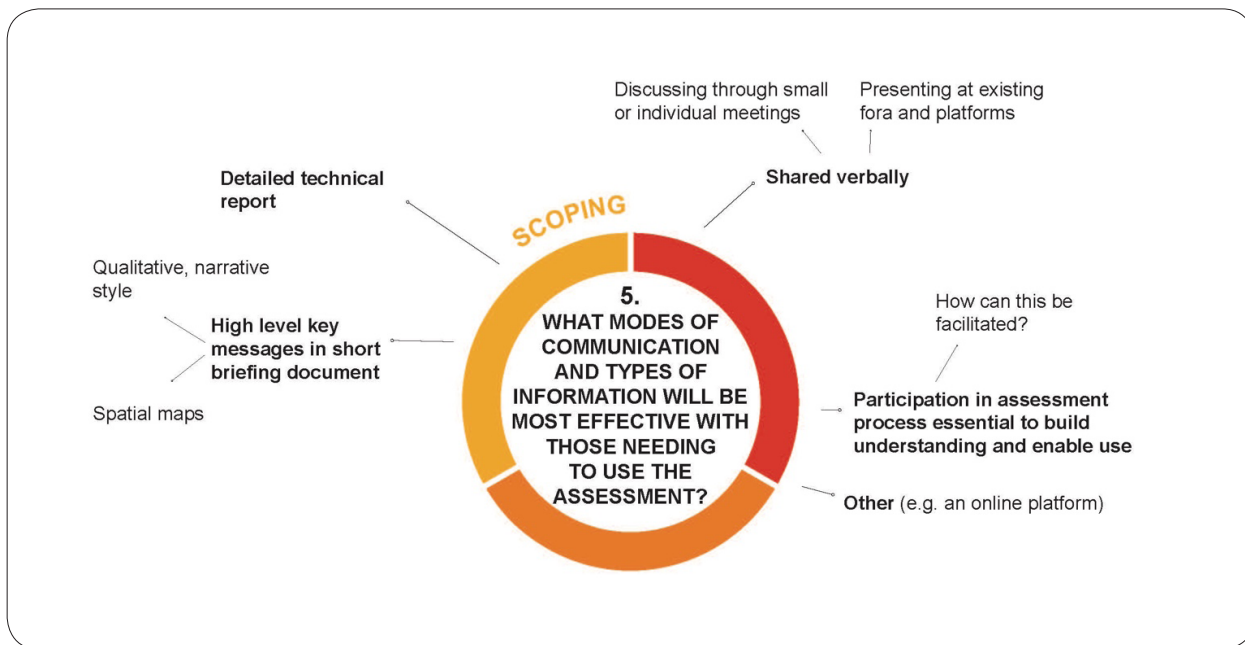 Discussing through small
or individual meetings
Presenting at existing
fora and platforms
Shared verbally
Detailed technical
report
SCOPING
Qualitative, narrative
style
High level key
messages in short
briefing document
Spatial maps
5.
WHAT MODES OF
COMMUNICATION
AND TYPES OF
INFORMATION WILL BE
MOST EFFECTIVE WITH
THOSE NEEDING
TO USE THE
ASSESSMENT?
How can this be
facilitated?
Participation in assessment
process essential to build
understanding and enable use
Other (e.g. an online platform)